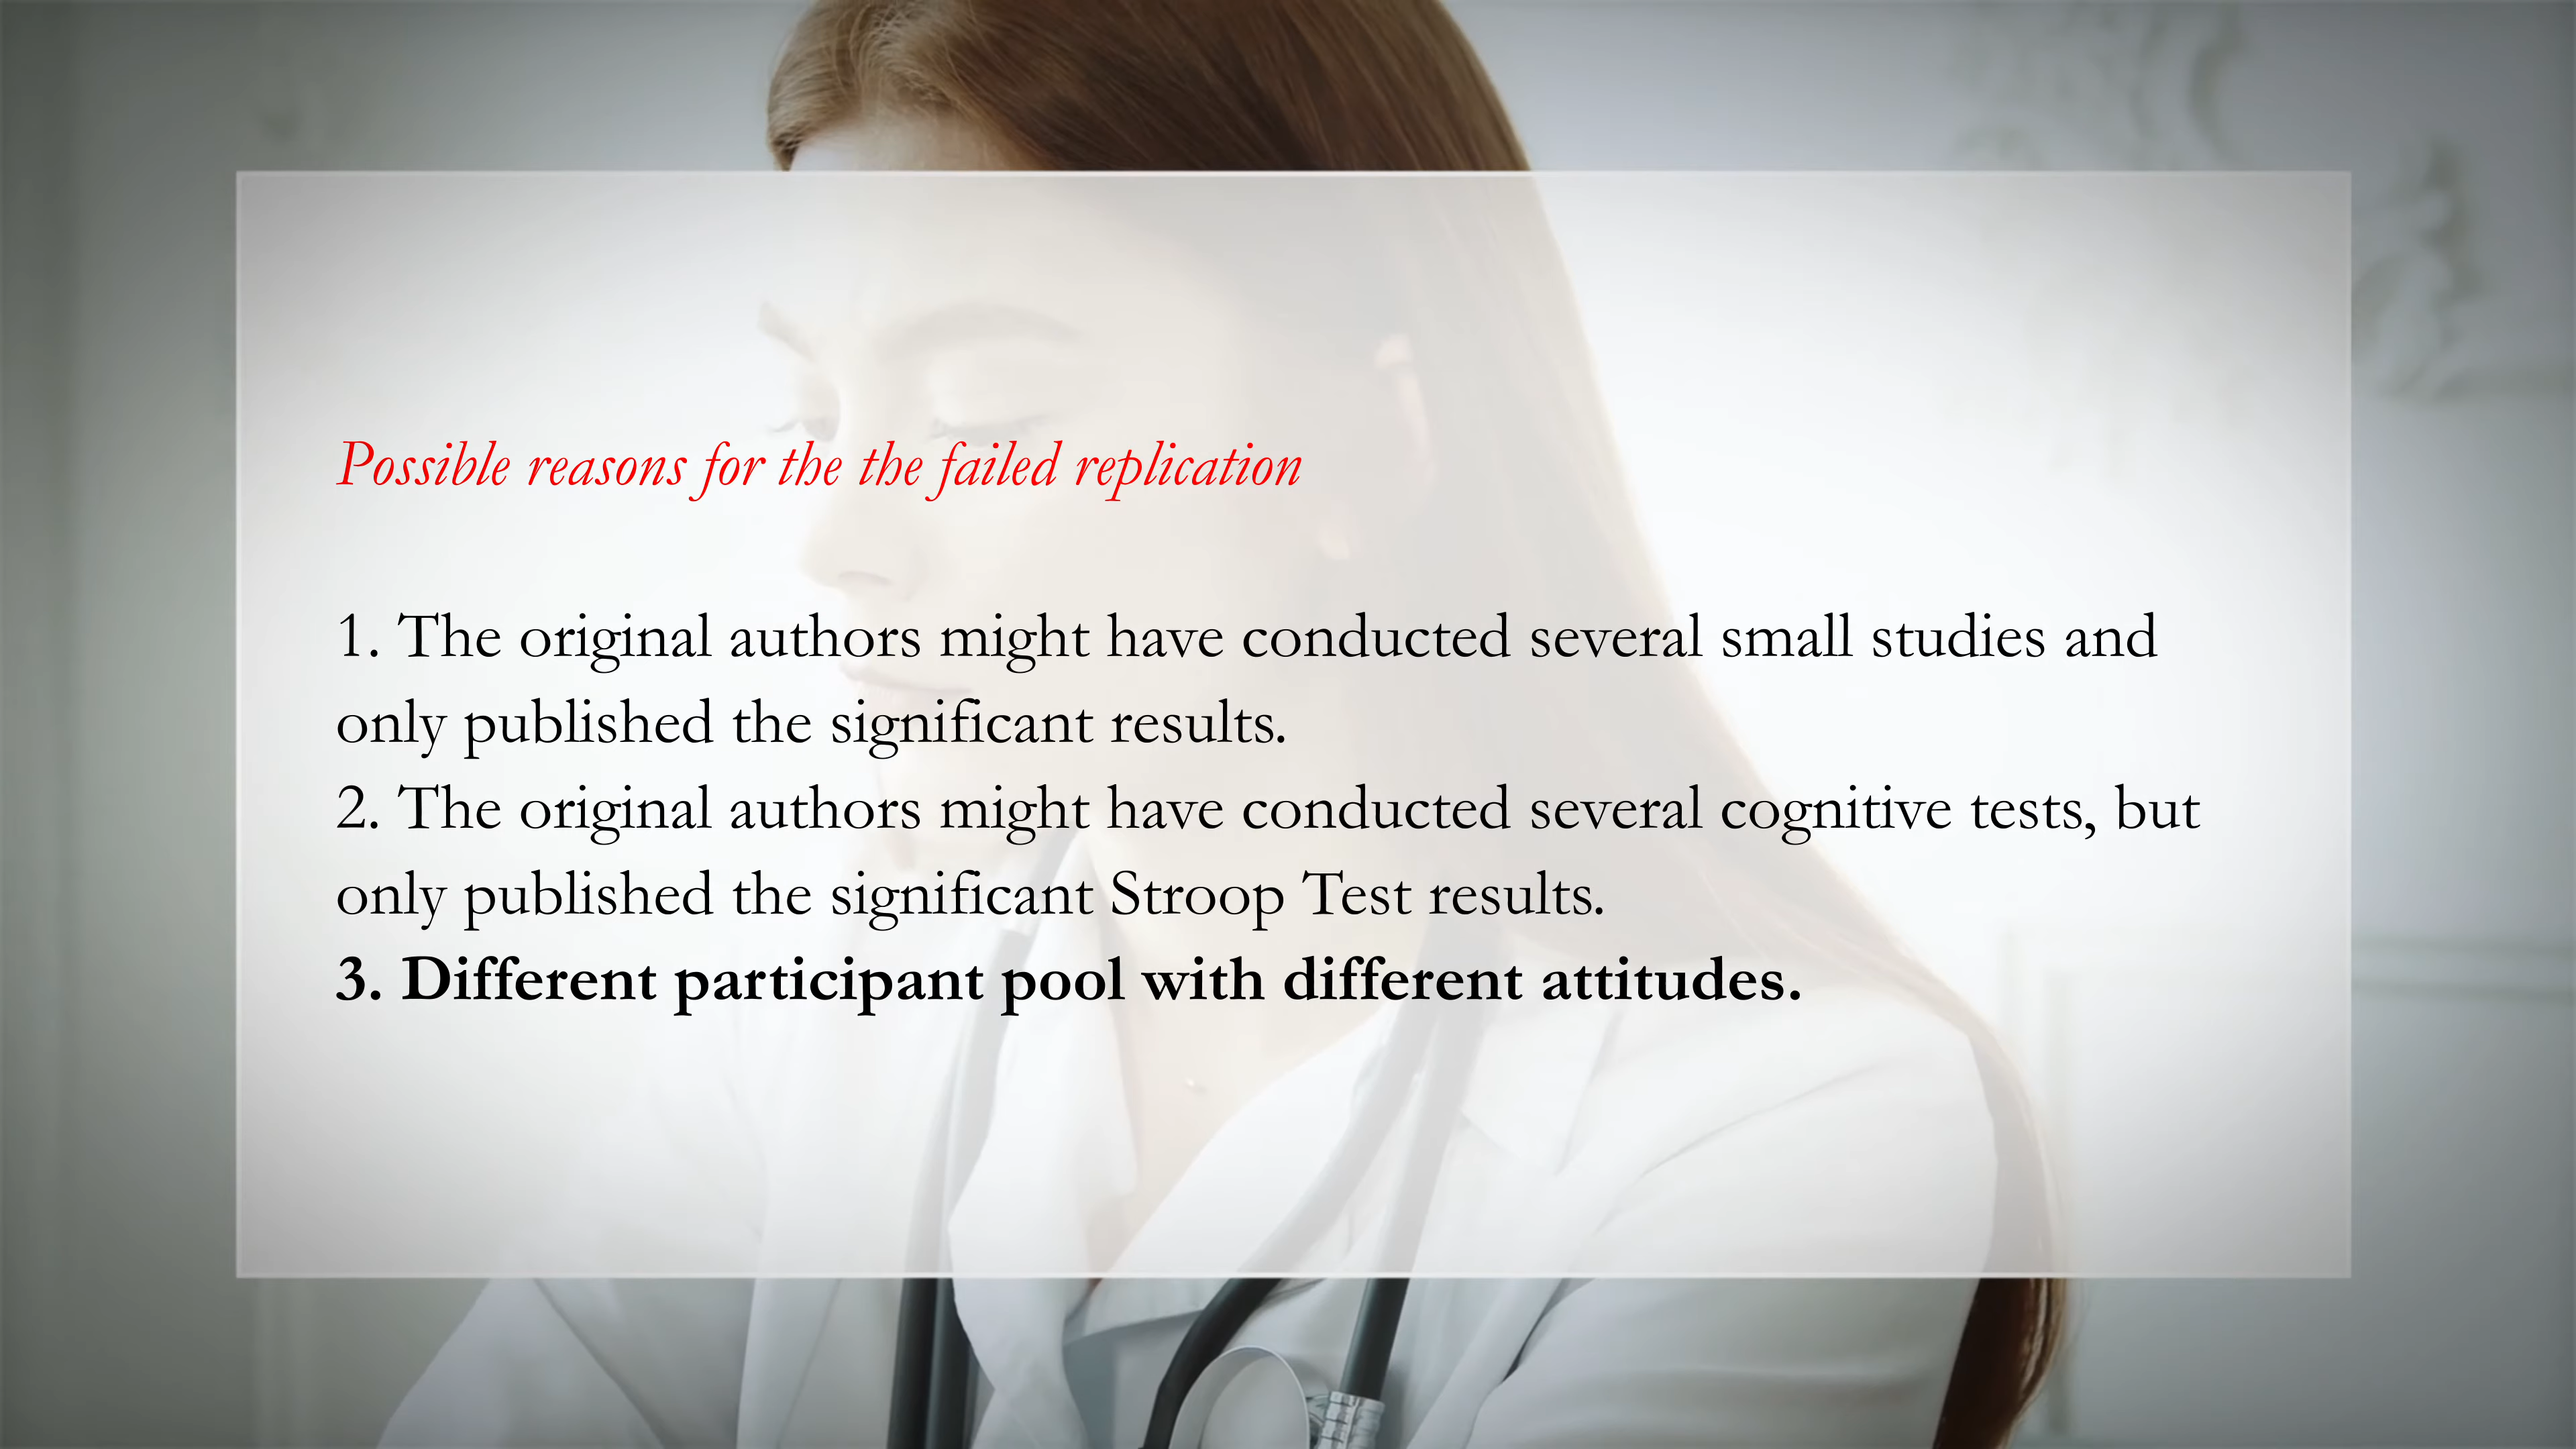 Possible reasons for the the failed replication
1. The original authors might have conducted several small studies and
only published the significant results.
2. The original authors might have conducted several cognitive tests, but
only published the significant Stroop Test results.
3. Different participant pool with different attitudes.